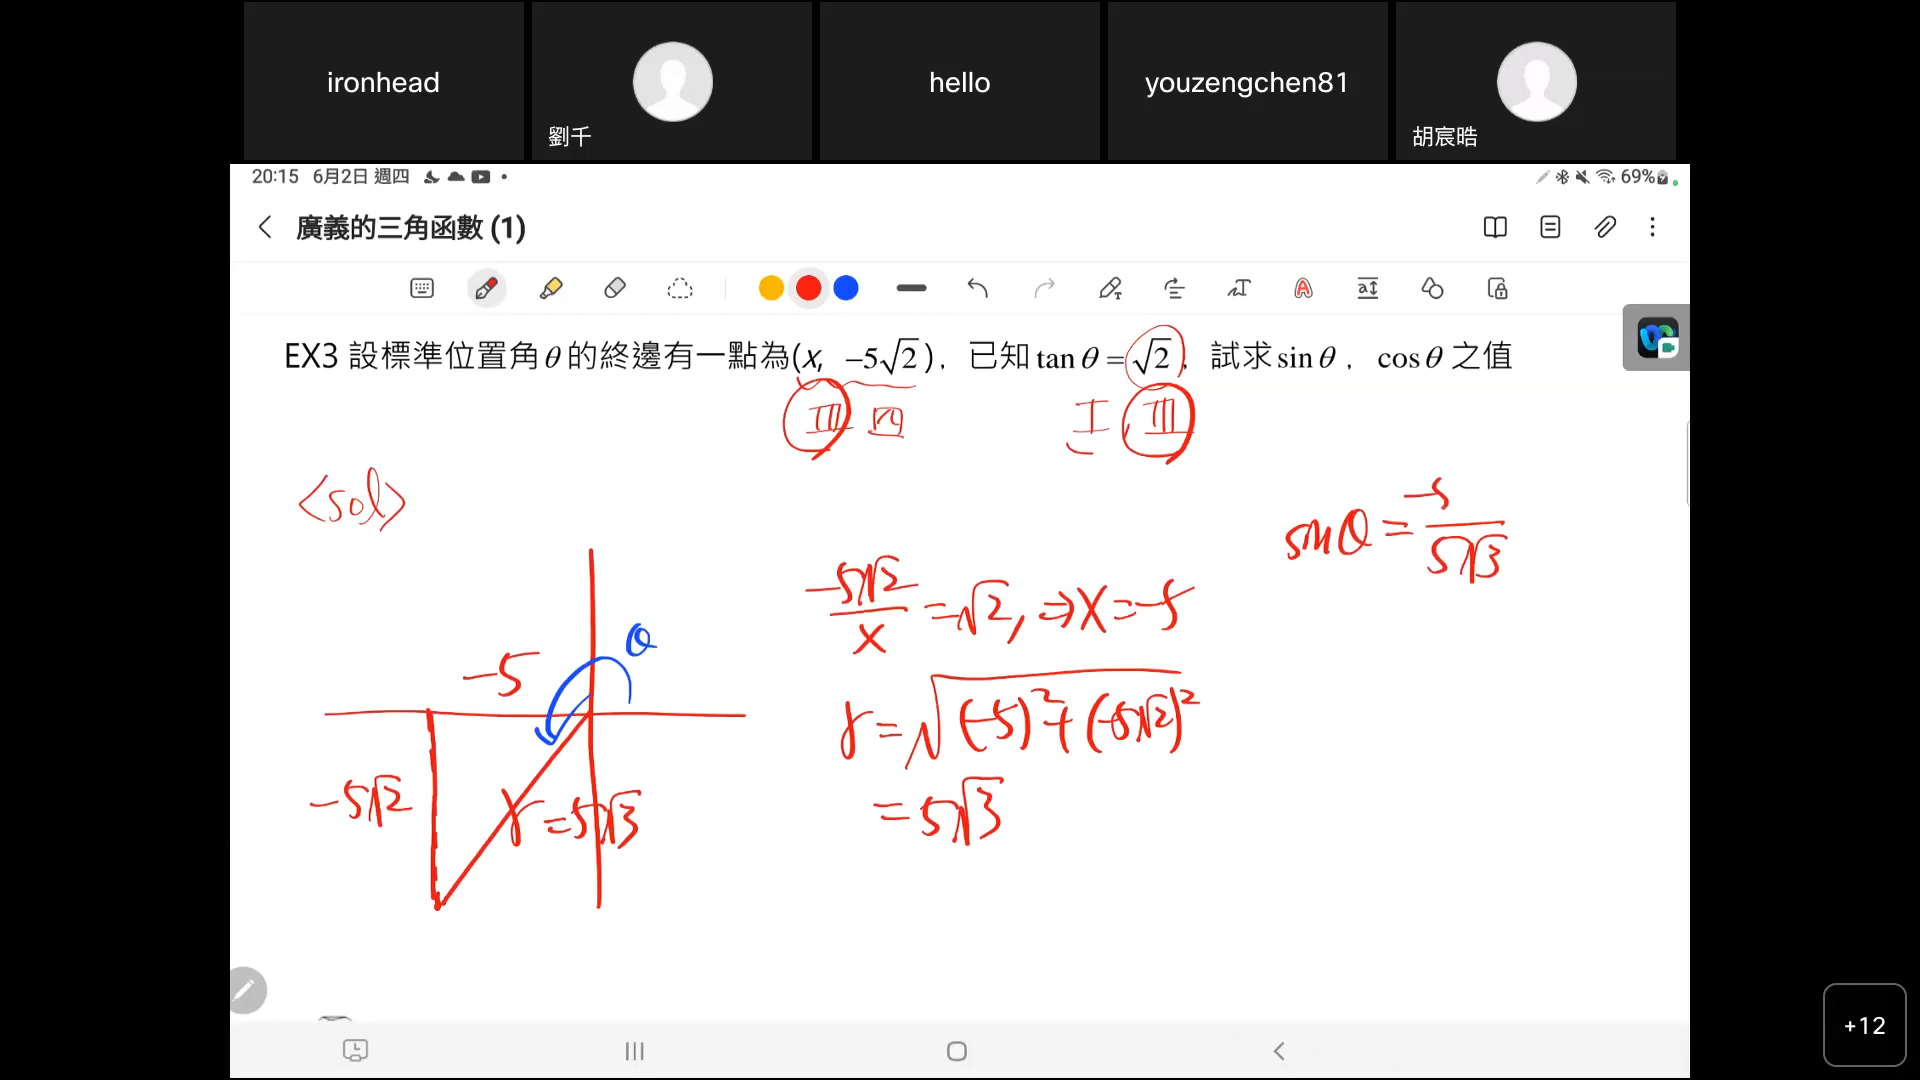 ironhead
劉千
hello
youzengchen81
胡宸晧
20:15 6月2日 週四
69%
廣義的三角函數 (1)
EX3 設標準位置角θ的終邊有一點為(x, −5√2)，已知 tan θ = √2，試求 sin θ，cos θ 之值
III 四 I, III
<sol>
sinθ = -5/5√3
-5√2/x = √2, ⇒ x = -5
θ
-5
r = √(-5)² + (-5√2)²
-5√2
r = 5√3
= 5√3
+12